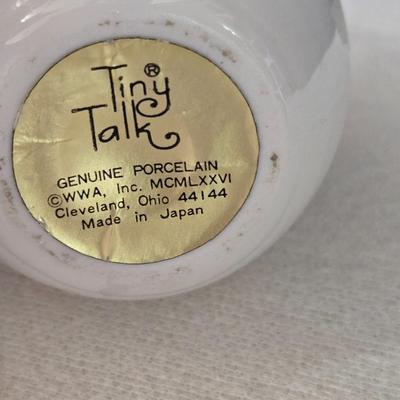 Tiny®
Talk
GENUINE PORCELAIN
©WWA, Inc. MCMLXXVI
Cleveland, Ohio 44144
Made in Japan